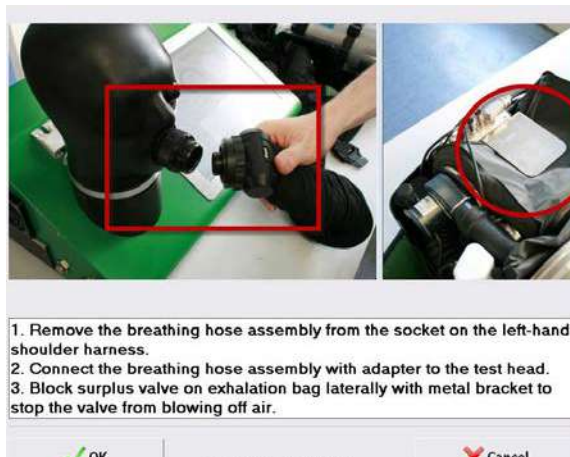 1. Remove the breathing hose assembly from the socket on the left-hand
shoulder harness.
2. Connect the breathing hose assembly with adapter to the test head.
3. Block surplus valve on exhalation bag laterally with metal bracket to
stop the valve from blowing off air.
OK
Cancel